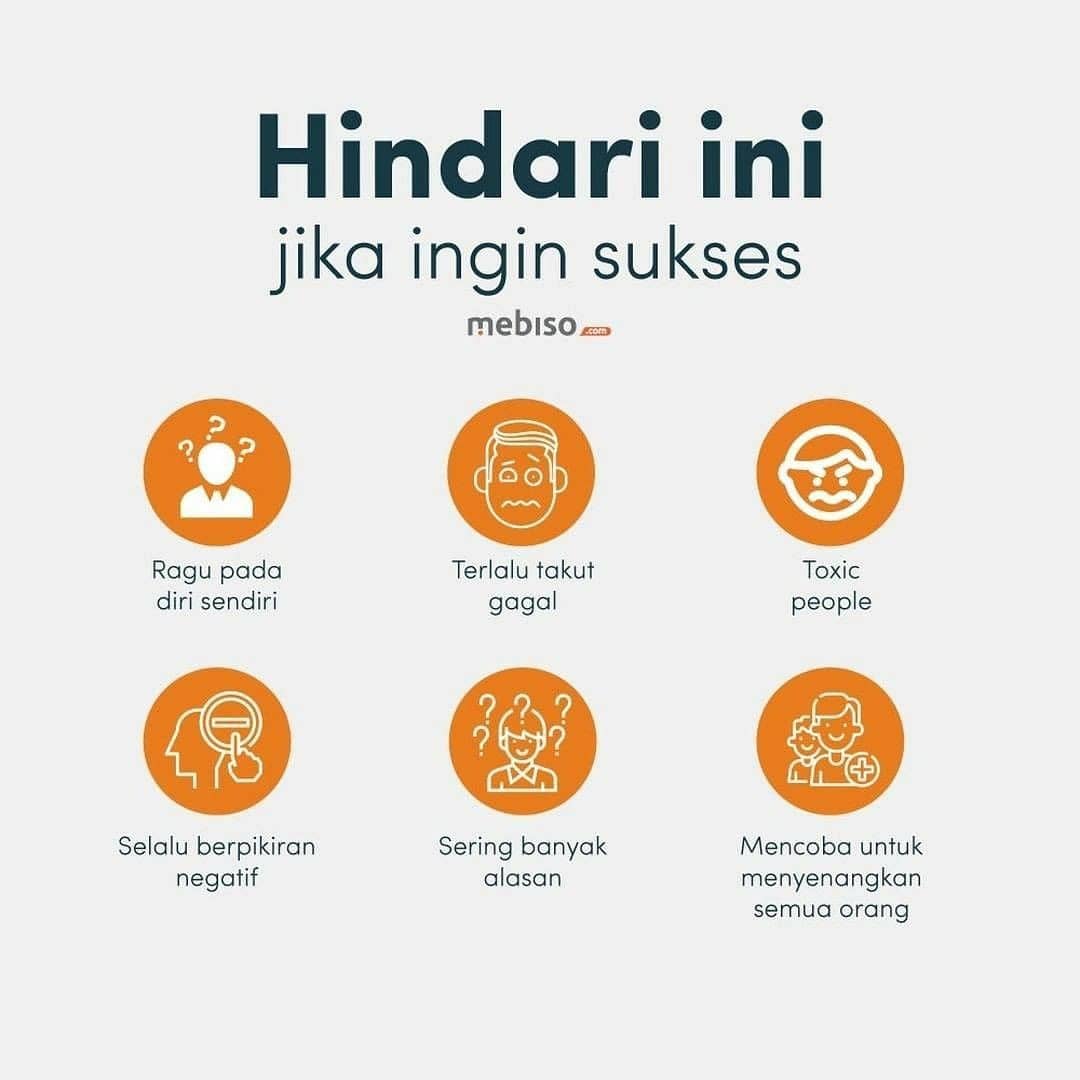 Hindari ini
jika ingin sukses
mebiso.com
Ragu pada
diri sendiri
Terlalu takut
gagal
Toxic
people
Selalu berpikiran
negatif
Sering banyak
alasan
Mencoba untuk
menyenangkan
semua orang